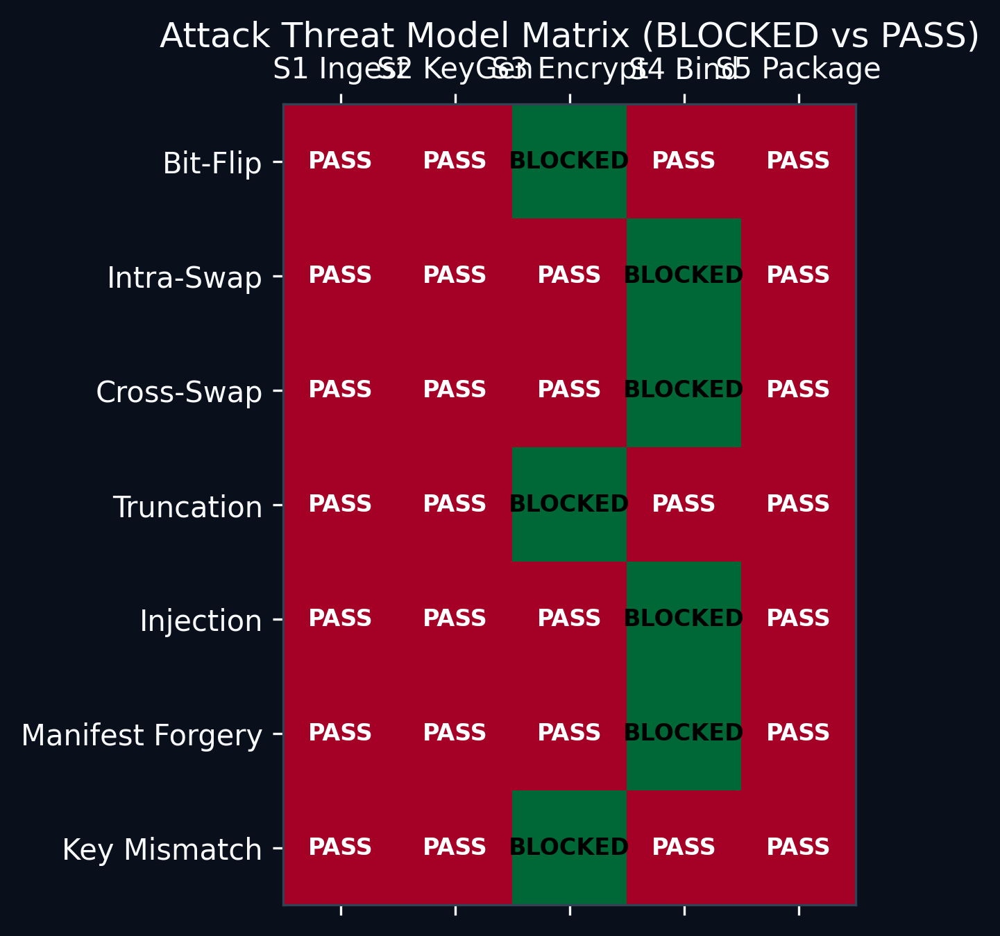 Attack Threat Model Matrix (BLOCKED vs PASS)
S1 Ingest S2 KeyGen S3 Encrypt S4 Bind S5 Package
Bit-Flip PASS PASS BLOCKED PASS PASS
Intra-Swap PASS PASS PASS BLOCKED PASS
Cross-Swap PASS PASS PASS BLOCKED PASS
Truncation PASS PASS BLOCKED PASS PASS
Injection PASS PASS PASS BLOCKED PASS
Manifest Forgery PASS PASS PASS BLOCKED PASS
Key Mismatch PASS PASS BLOCKED PASS PASS